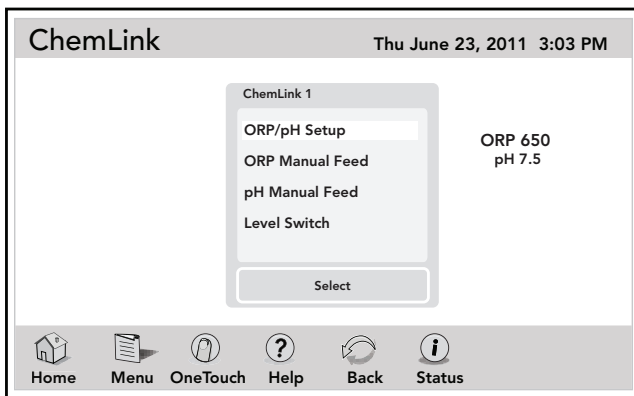 ChemLink
Thu June 23, 2011 3:03 PM
ChemLink 1
ORP/pH Setup
ORP Manual Feed
pH Manual Feed
Level Switch
Select
ORP 650
pH 7.5
Home Menu OneTouch Help Back Status